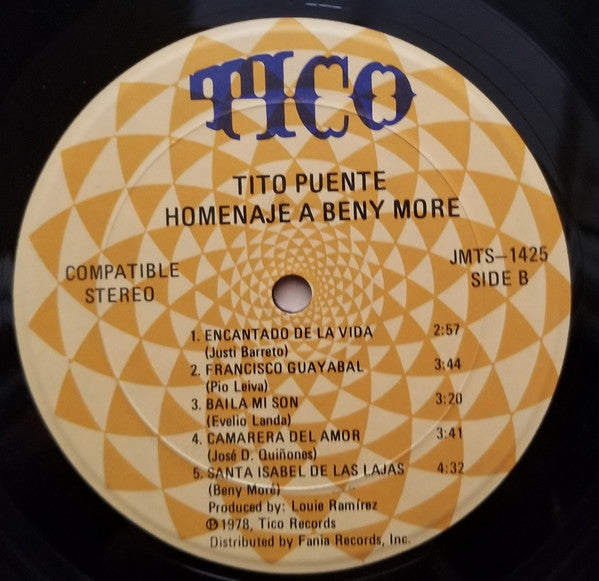 TICO
TITO PUENTE
HOMENAJE A BENY MORE
COMPATIBLE
STEREO
JMTS-1425
SIDE B
1. ENCANTADO DE LA VIDA 2:57
(Justi Barreto)
2. FRANCISCO GUAYABAL 3:44
(Pio Leiva)
3. BAILA MI SON 3:20
(Evelio Landa)
4. CAMARERA DEL AMOR 3:41
(José D. Quiñones)
5. SANTA ISABEL DE LAS LAJAS 4:32
(Beny Moré)
Produced by: Louie Ramírez
℗1978, Tico Records
Distributed by Fania Records, Inc.